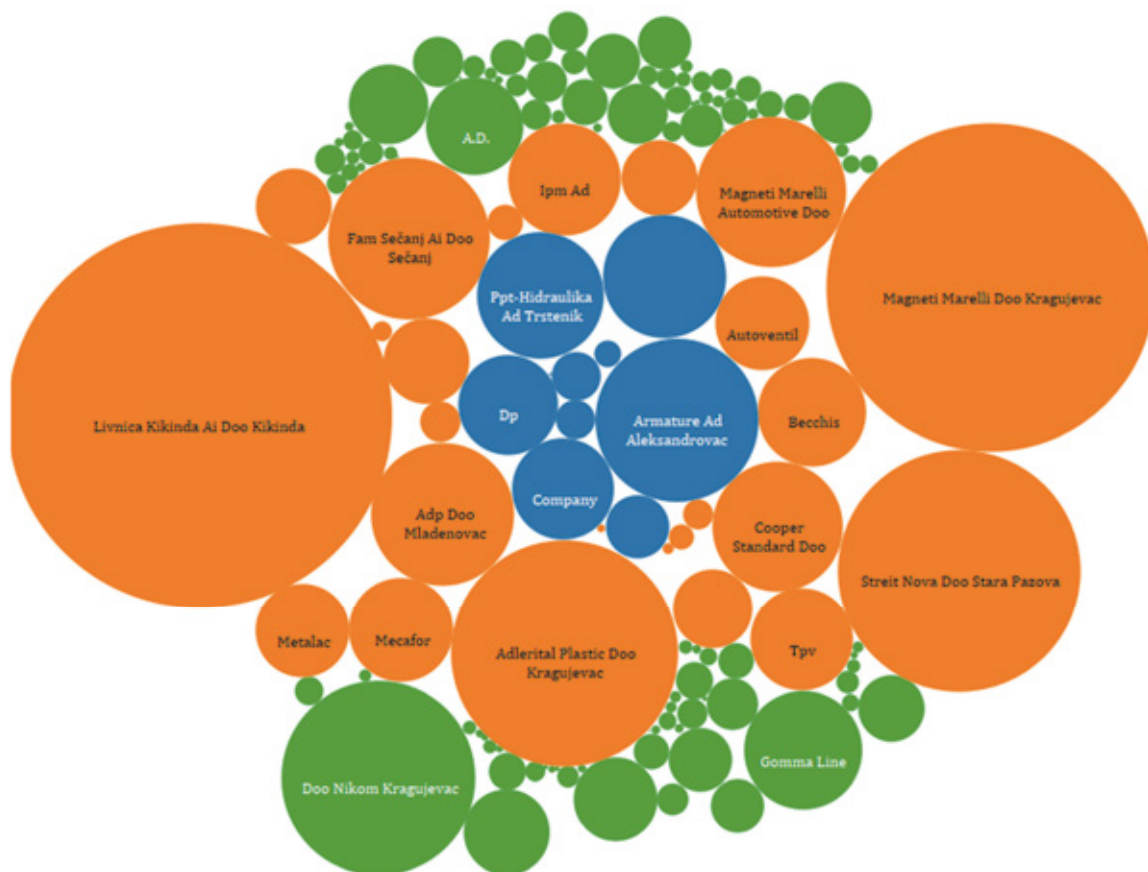 A.D.
Ipm Ad
Magneti Marelli
Automotive Doo
Fam Sečanj Ai Doo
Sečanj
Magneti Marelli Doo Kragujevac
Ppt-Hidraulika
Ad Trstenik
Autoventil
Livnica Kikinda Ai Doo Kikinda
Dp
Armature Ad
Aleksandrovac
Becchis
Company
Adp Doo
Mladenovac
Cooper
Standard Doo
Streit Nova Doo Stara Pazova
Metalac
Mecafor
Adlerital Plastic Doo
Kragujevac
Tpv
Doo Nikom Kragujevac
Gomma Line